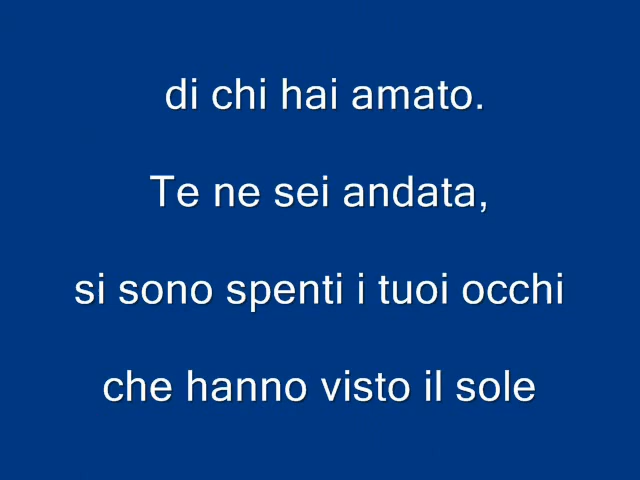 di chi hai amato.
Te ne sei andata,
si sono spenti i tuoi occhi
che hanno visto il sole